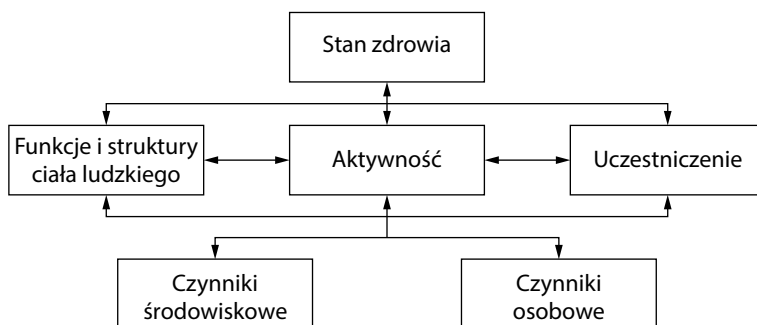 Stan zdrowia
Funkcje i struktury
ciała ludzkiego
Aktywność
Uczestniczenie
Czynniki
środowiskowe
Czynniki
osobowe